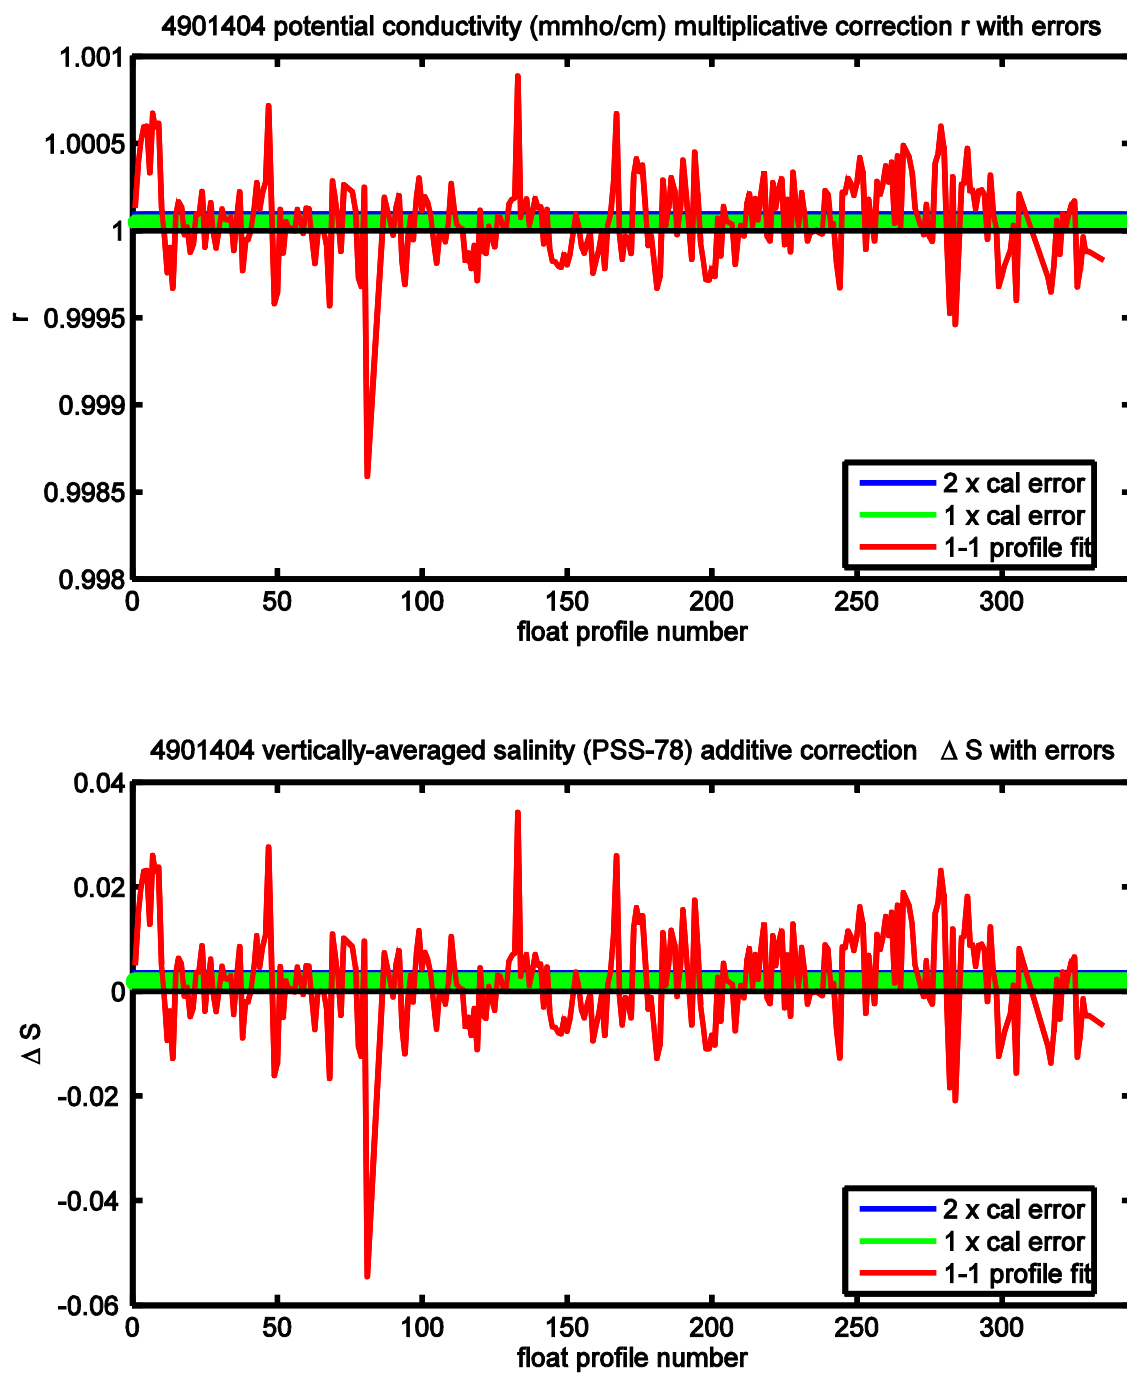 4901404 potential conductivity (mmho/cm) multiplicative correction r with errors
1.001
1.0005
1
0.9995
0.999
0.9985
0.998
r
2 x cal error
1 x cal error
1-1 profile fit
0 50 100 150 200 250 300
float profile number
4901404 vertically-averaged salinity (PSS-78) additive correction Δ S with errors
0.04
0.02
0
-0.02
-0.04
-0.06
Δ S
2 x cal error
1 x cal error
1-1 profile fit
0 50 100 150 200 250 300
float profile number